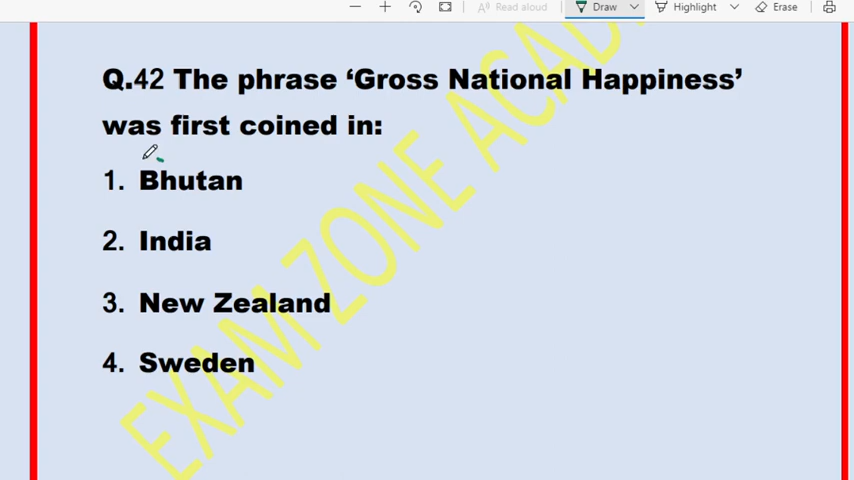 Read aloud Draw Highlight Erase
Q.42 The phrase ‘Gross National Happiness’
was first coined in:
1. Bhutan
2. India
3. New Zealand
4. Sweden
EXAM ZONE ACAD